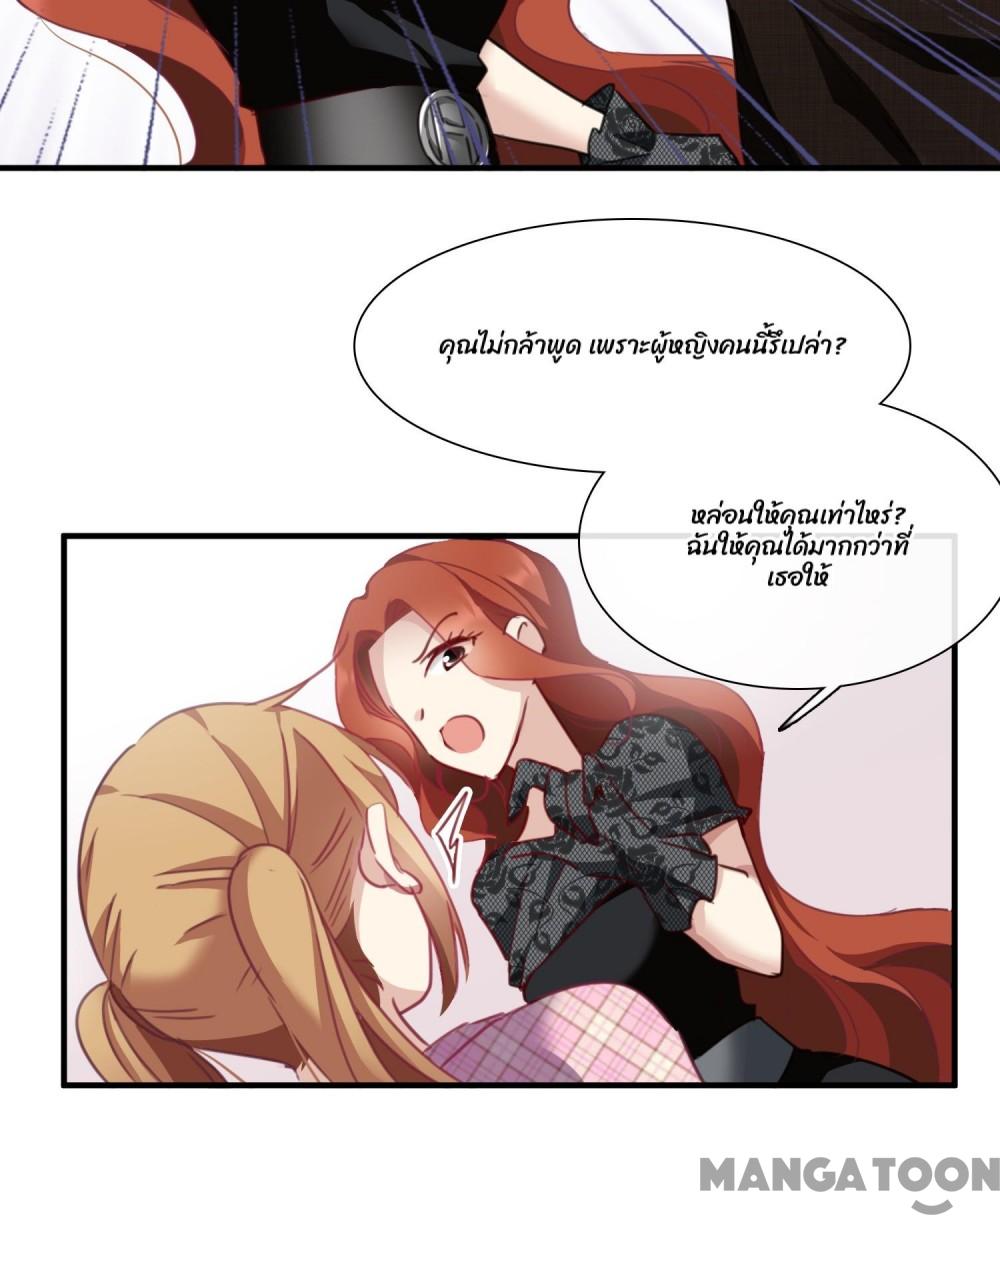 คุณไม่กล้าพูด เพราะผู้หญิงคนนี้รึเปล่า?
หล่อนให้คุณเท่าไหร่?
ฉันให้คุณได้มากกว่าที่
เธอให้
MANGATOON